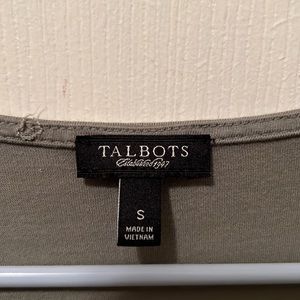 TALBOTS
Established 1947
S
MADE IN
VIETNAM